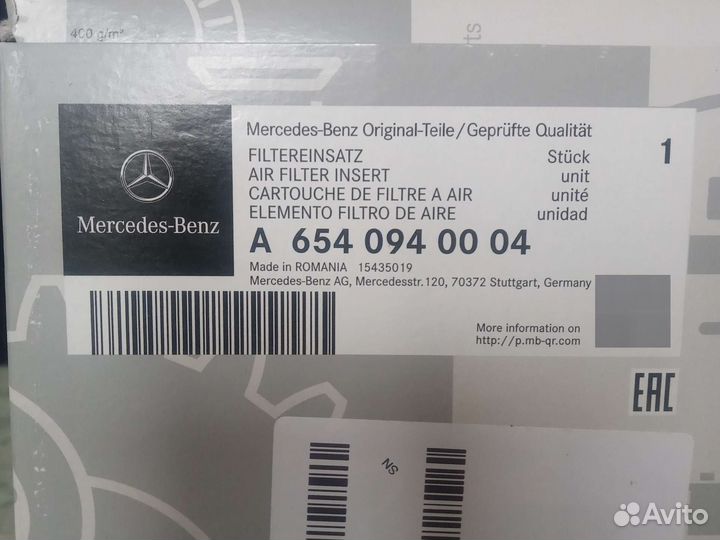 400 g/m²
rts
Mercedes-Benz Original-Teile/Geprüfte Qualität
FILTEREINSATZ Stück 1
AIR FILTER INSERT unit
CARTOUCHE DE FILTRE A AIR unité
ELEMENTO FILTRO DE AIRE unidad
Mercedes-Benz
A 654 094 00 04
Made in ROMANIA 15435019
Mercedes-Benz AG, Mercedesstr.120, 70372 Stuttgart, Germany
More information on
http://p.mb-qr.com
EAC
NS
Avito